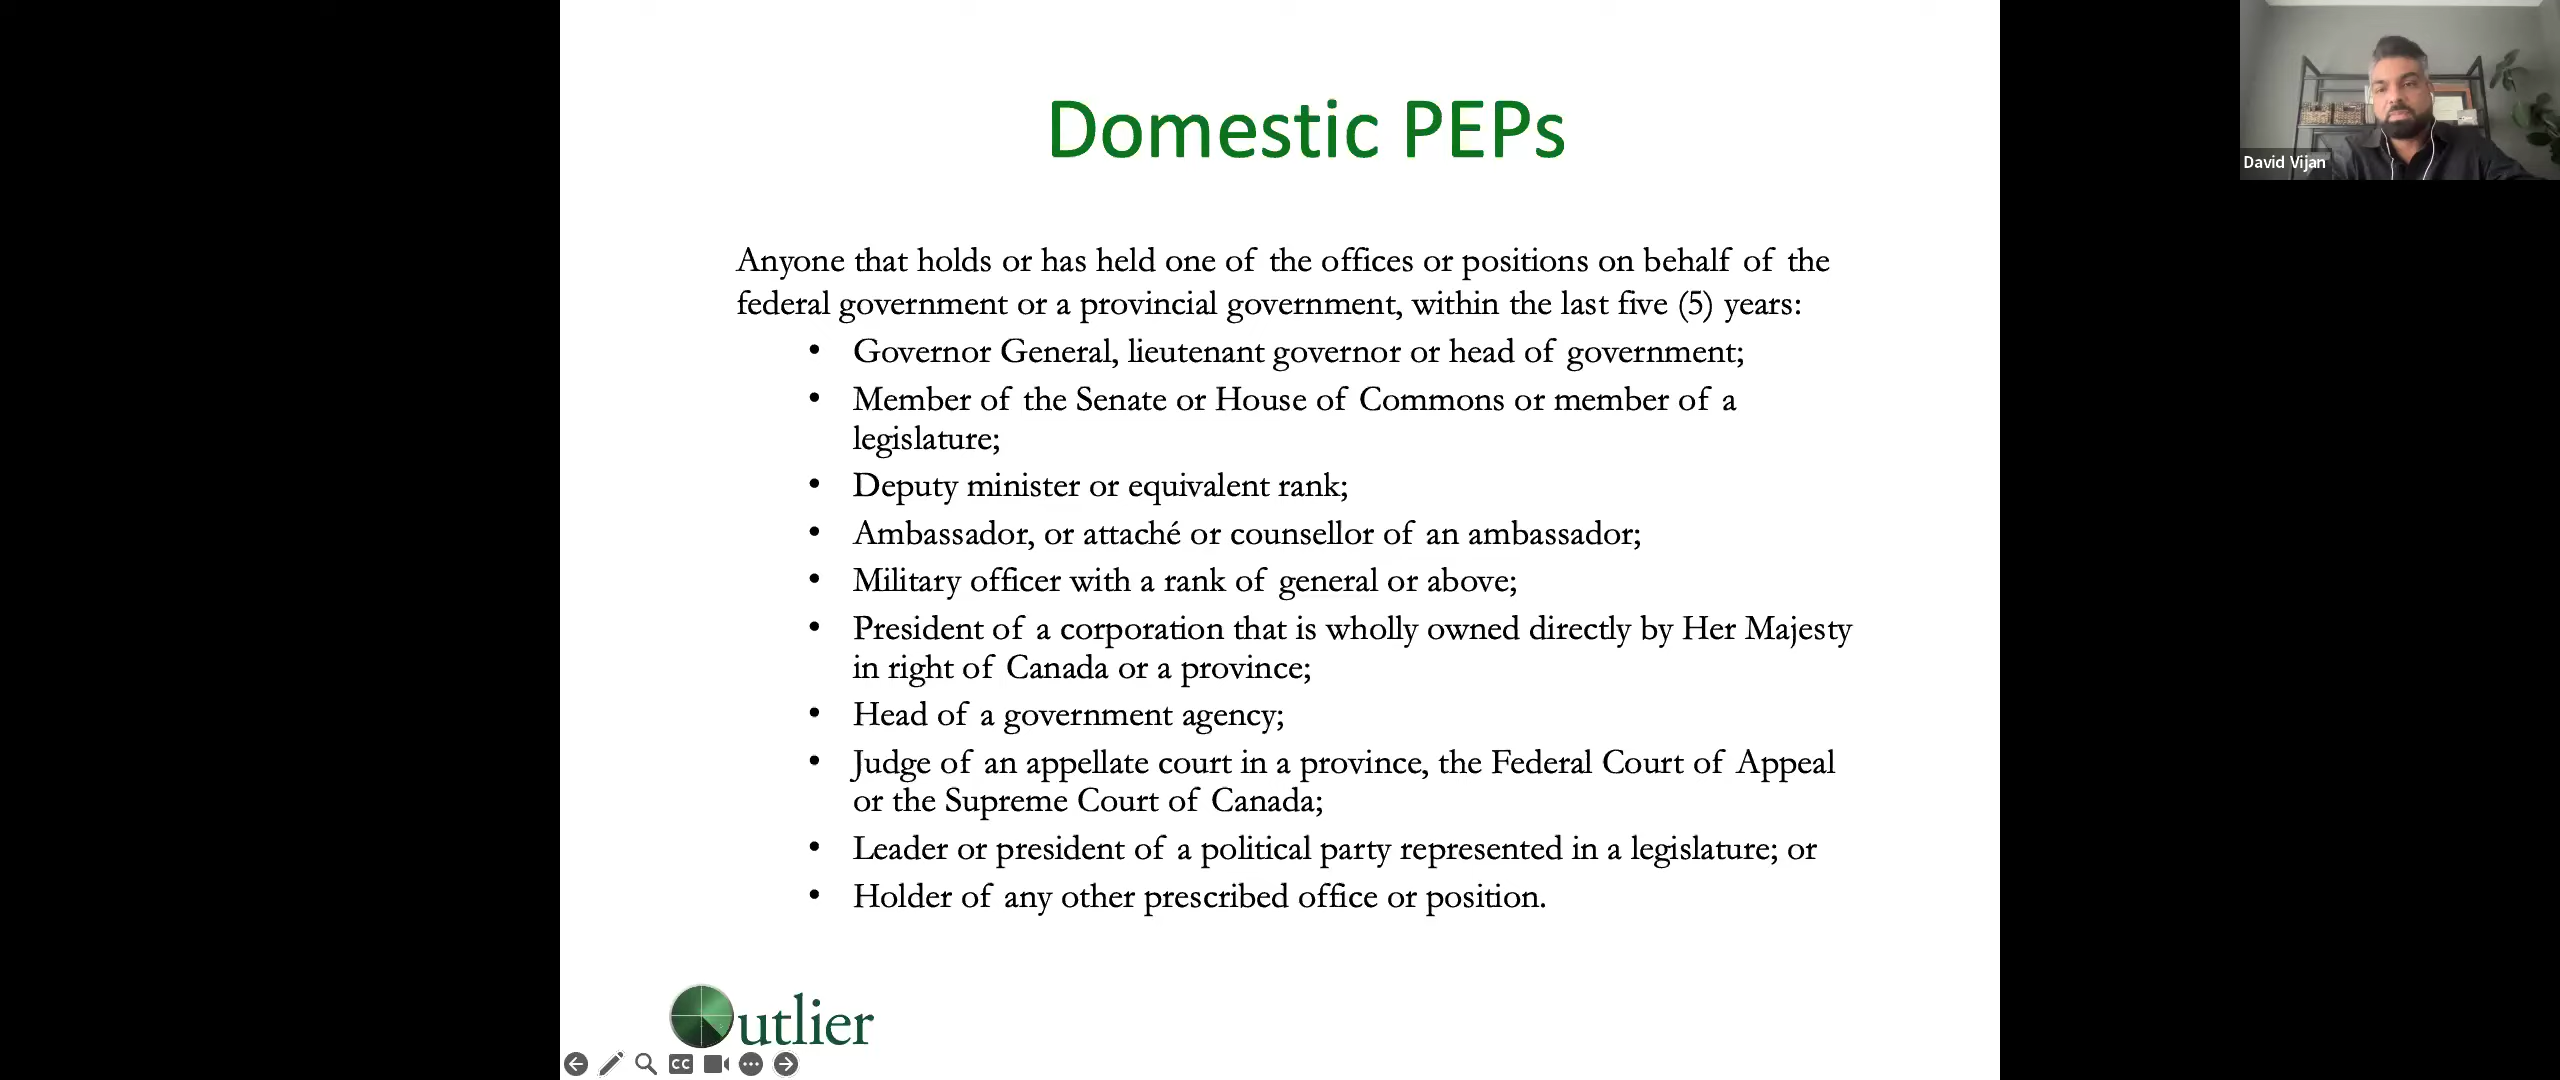 Domestic PEPs
David Vijan
Anyone that holds or has held one of the offices or positions on behalf of the
federal government or a provincial government, within the last five (5) years:
• Governor General, lieutenant governor or head of government;
• Member of the Senate or House of Commons or member of a
legislature;
• Deputy minister or equivalent rank;
• Ambassador, or attaché or counsellor of an ambassador;
• Military officer with a rank of general or above;
• President of a corporation that is wholly owned directly by Her Majesty
in right of Canada or a province;
• Head of a government agency;
• Judge of an appellate court in a province, the Federal Court of Appeal
or the Supreme Court of Canada;
• Leader or president of a political party represented in a legislature; or
• Holder of any other prescribed office or position.
Outlier
CC